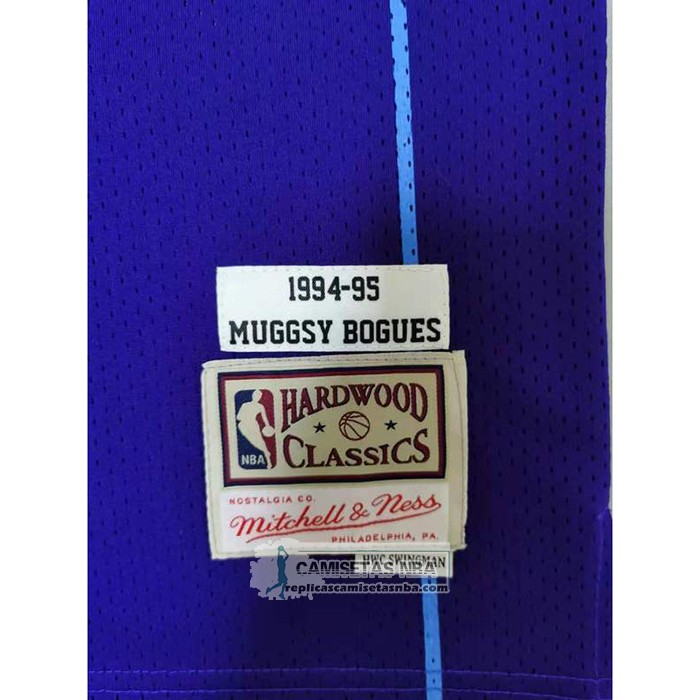 1994-95
MUGGSY BOGUES
HARDWOOD
CLASSICS
NBA
NOSTALGIA CO.
Mitchell & Ness
PHILADELPHIA, PA.
HWC SWINGMAN
CAMISETAS NBA
replicascamisetasnba.com